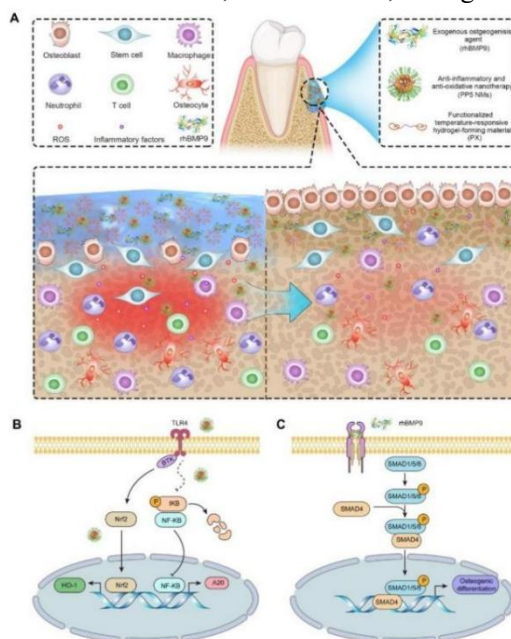 A
Osteoblast
Stem cell
Macrophage
Neutrophil
T cell
Osteocyte
ROS
Inflammatory factors
rhBMP9
Exogenous ostgeogenisis
agent
(rhBMP9)
Anti-inflammatory and
anti-oxidative nanotherapy
(PPS NMs)
Functionalized
temperature-responsive
hydrogel-forming material
(PX)
B
TLR4
BTK
P
IKB
NF-KB
Nrf2
HO-1
Nrf2
NF-KB
A20
C
rhBMP9
SMAD1/5/8
P
SMAD1/5/8
SMAD4
P
SMAD1/5/8
SMAD4
P
SMAD1/5/8
SMAD4
Osteogenic
differentiation